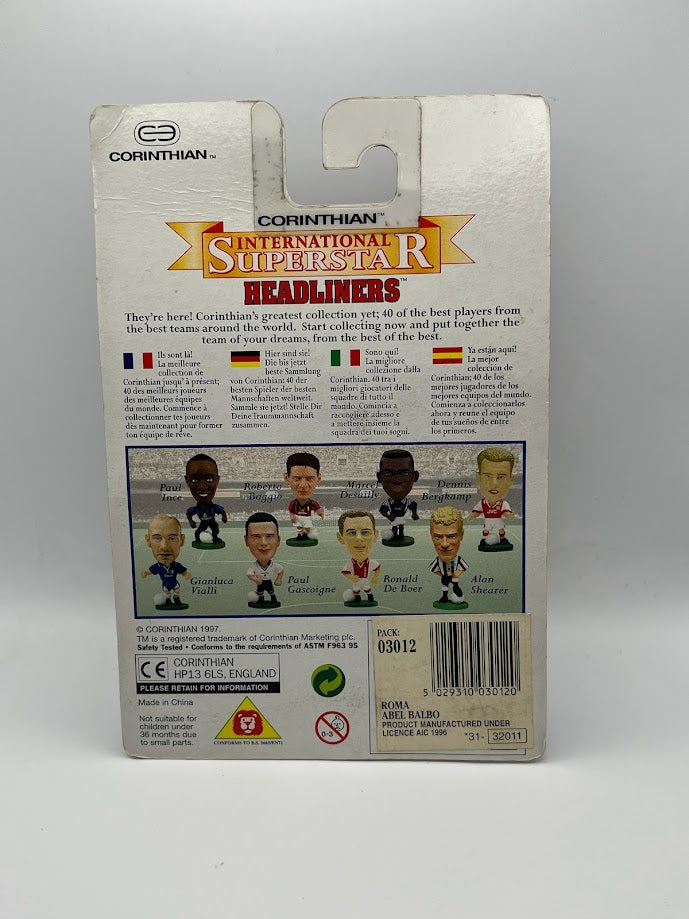 CORINTHIAN™
CORINTHIAN™
INTERNATIONAL
SUPERSTAR
HEADLINERS™
They're here! Corinthian's greatest collection yet; 40 of the best players from
the best teams around the world. Start collecting now and put together the
team of your dreams, from the best of the best.
Ils sont là!
La meilleure
collection de
Corinthian jusqu' à présent;
40 des meilleurs joueurs
des meilleures équipes
du monde. Commence à
collectionner tes joueurs
dès maintenant pour former
ton équipe de rêve.
Hier sind sie!
Die bis jetzt
beste Sammlung
von Corinthian: 40 der
besten Spieler der besten
Mannschaften weltweit.
Sammle sie jetzt! Stelle Dir
Deine Traummannschaft
zusammen.
Sono qui!
La migliore
collezione dalla
Corinthian. 40 tra i
migliori giocatori delle
squadre di tutto il
mondo. Comincia a
raccogliere adesso e
a mettere insieme la
squadra dei tuoi sogni.
Ya están aquí!
La mejor
colección de
Corinthian; 40 de los
mejores jugadores de los
mejores equipos del mundo.
Comienza a coleccionarlos
ahora y reune el equipo
de tus sueños de entre
los primeros.
Paul
Ince
Roberto
Baggio
Marcel
Desailly
Dennis
Bergkamp
JVC
Gianluca
Vialli
Paul
Gascoigne
Ronald
De Boer
Alan
Shearer
© CORINTHIAN 1997.
TM is a registered trademark of Corinthian Marketing plc.
Safety Tested • Conforms to the requirements of ASTM F963 95
CE CORINTHIAN
HP13 6LS, ENGLAND
PLEASE RETAIN FOR INFORMATION
Made in China
Not suitable for
children under
36 months due
to small parts.
CONFORMS TO B.S.
0-3
PACK:
03012
5 029310 030120
ROMA
ABEL BALBO
PRODUCT MANUFACTURED UNDER
LICENCE AIC 1996
*31- 32011